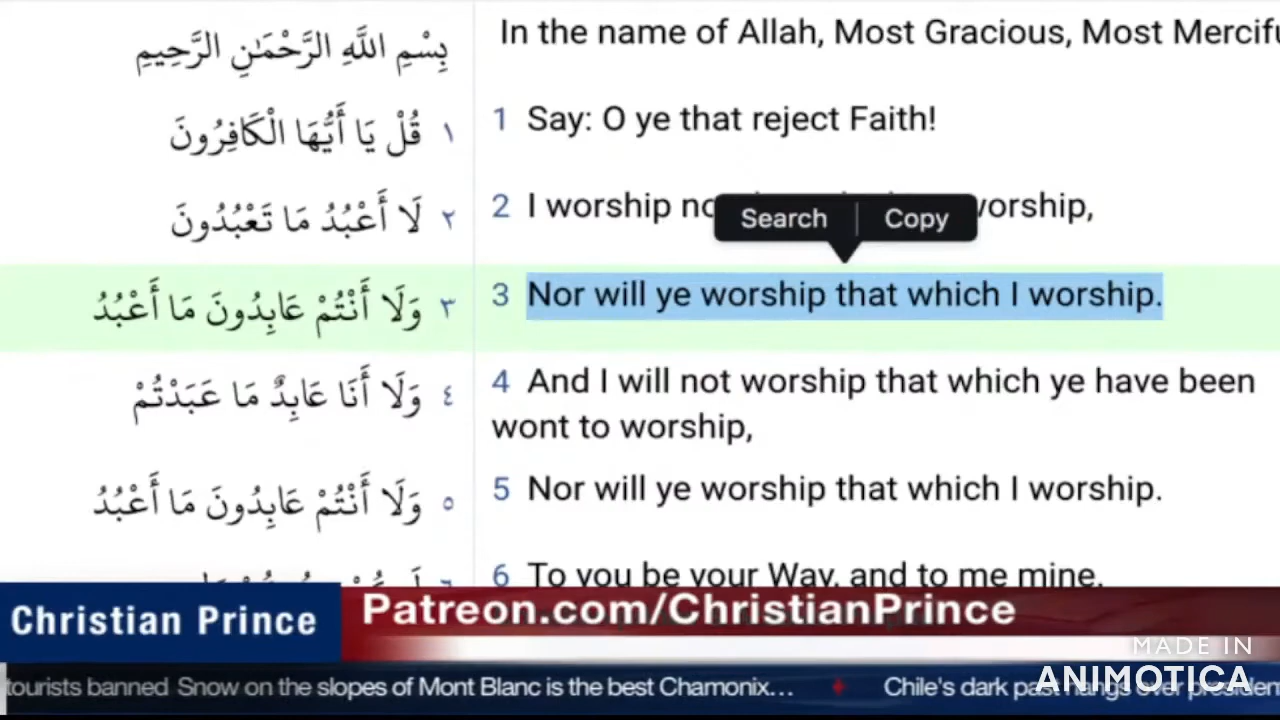 بِسْمِ اللَّهِ الرَّحْمَٰنِ الرَّحِيمِ
In the name of Allah, Most Gracious, Most Mercifu
١ قُلْ يَا أَيُّهَا الْكَافِرُونَ
1 Say: O ye that reject Faith!
٢ لَا أَعْبُدُ مَا تَعْبُدُونَ
2 I worship no worship,
Search Copy
٣ وَلَا أَنْتُمْ عَابِدُونَ مَا أَعْبُدُ
3 Nor will ye worship that which I worship.
٤ وَلَا أَنَا عَابِدٌ مَا عَبَدْتُمْ
4 And I will not worship that which ye have been
wont to worship,
٥ وَلَا أَنْتُمْ عَابِدُونَ مَا أَعْبُدُ
5 Nor will ye worship that which I worship.
6 To you be your Way, and to me mine.
Christian Prince
Patreon.com/ChristianPrince
MADE IN
ANIMOTICA
tourists banned Snow on the slopes of Mont Blanc is the best Chamonix... Chile's dark past hangs over presiden